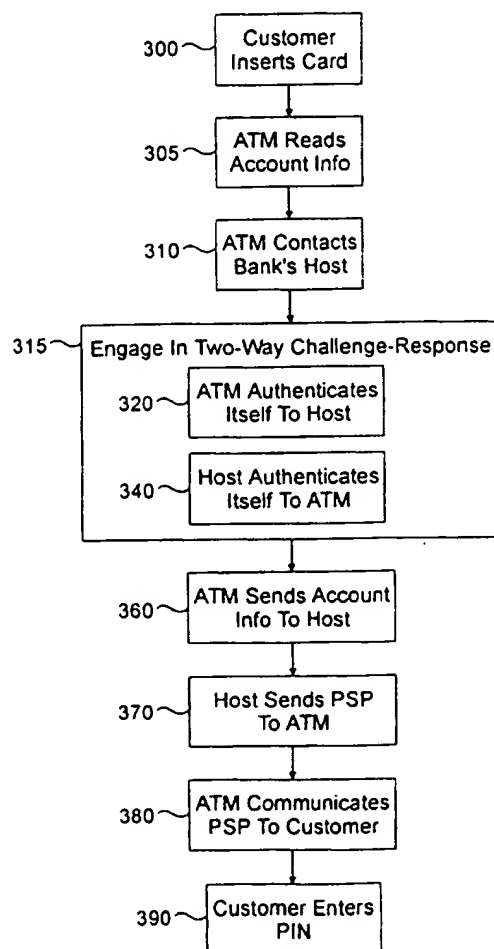 300
Customer
Inserts Card
305
ATM Reads
Account Info
310
ATM Contacts
Bank's Host
315
Engage In Two-Way Challenge-Response
320
ATM Authenticates
Itself To Host
340
Host Authenticates
Itself To ATM
360
ATM Sends Account
Info To Host
370
Host Sends PSP
To ATM
380
ATM Communicates
PSP To Customer
390
Customer Enters
PIN